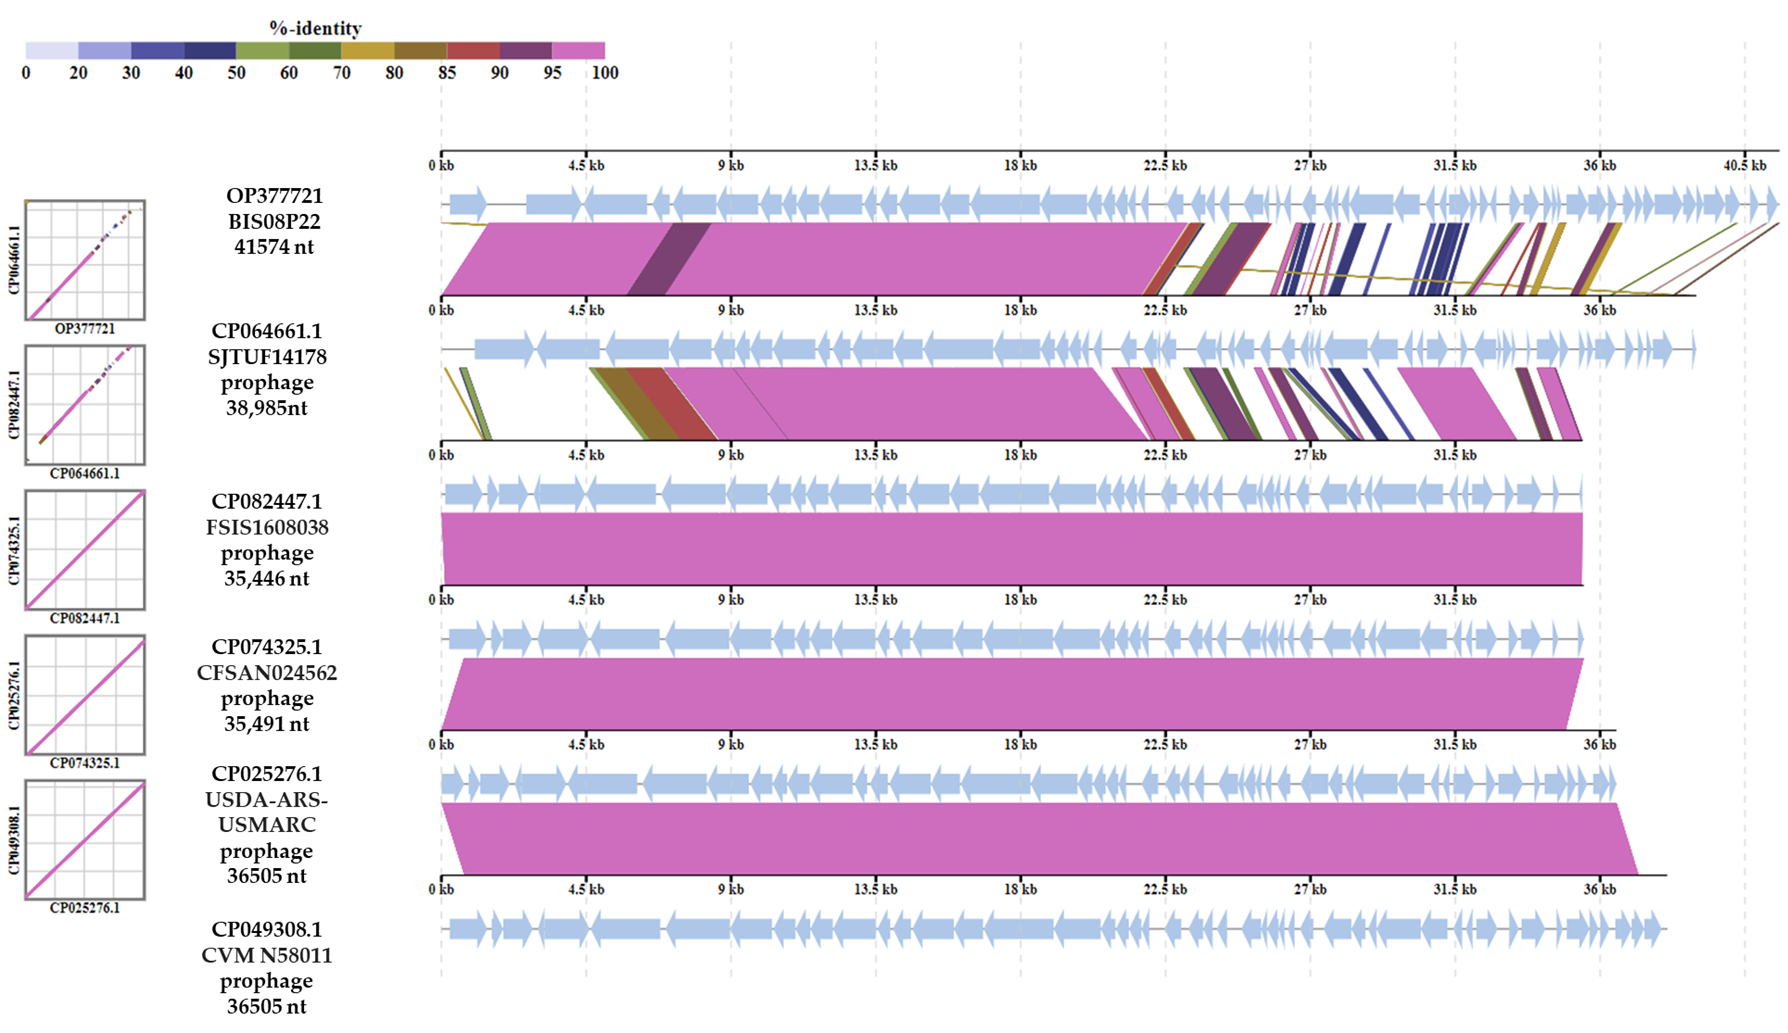 %-identity
0 20 30 40 50 60 70 80 85 90 95 100
0 kb 4.5 kb 9 kb 13.5 kb 18 kb 22.5 kb 27 kb 31.5 kb 36 kb 40.5 kb
CP064661.1
OP377721
OP377721
BIS08P22
41574 nt
0 kb 4.5 kb 9 kb 13.5 kb 18 kb 22.5 kb 27 kb 31.5 kb 36 kb
CP082447.1
CP064661.1
CP064661.1
SJTUF14178
prophage
38,985nt
0 kb 4.5 kb 9 kb 13.5 kb 18 kb 22.5 kb 27 kb 31.5 kb
CP074325.1
CP082447.1
CP082447.1
FSIS1608038
prophage
35,446 nt
0 kb 4.5 kb 9 kb 13.5 kb 18 kb 22.5 kb 27 kb 31.5 kb
CP025276.1
CP074325.1
CP074325.1
CFSAN024562
prophage
35,491 nt
0 kb 4.5 kb 9 kb 13.5 kb 18 kb 22.5 kb 27 kb 31.5 kb 36 kb
CP049308.1
CP025276.1
CP025276.1
USDA-ARS-
USMARC
prophage
36505 nt
0 kb 4.5 kb 9 kb 13.5 kb 18 kb 22.5 kb 27 kb 31.5 kb 36 kb
CP049308.1
CVM N58011
prophage
36505 nt